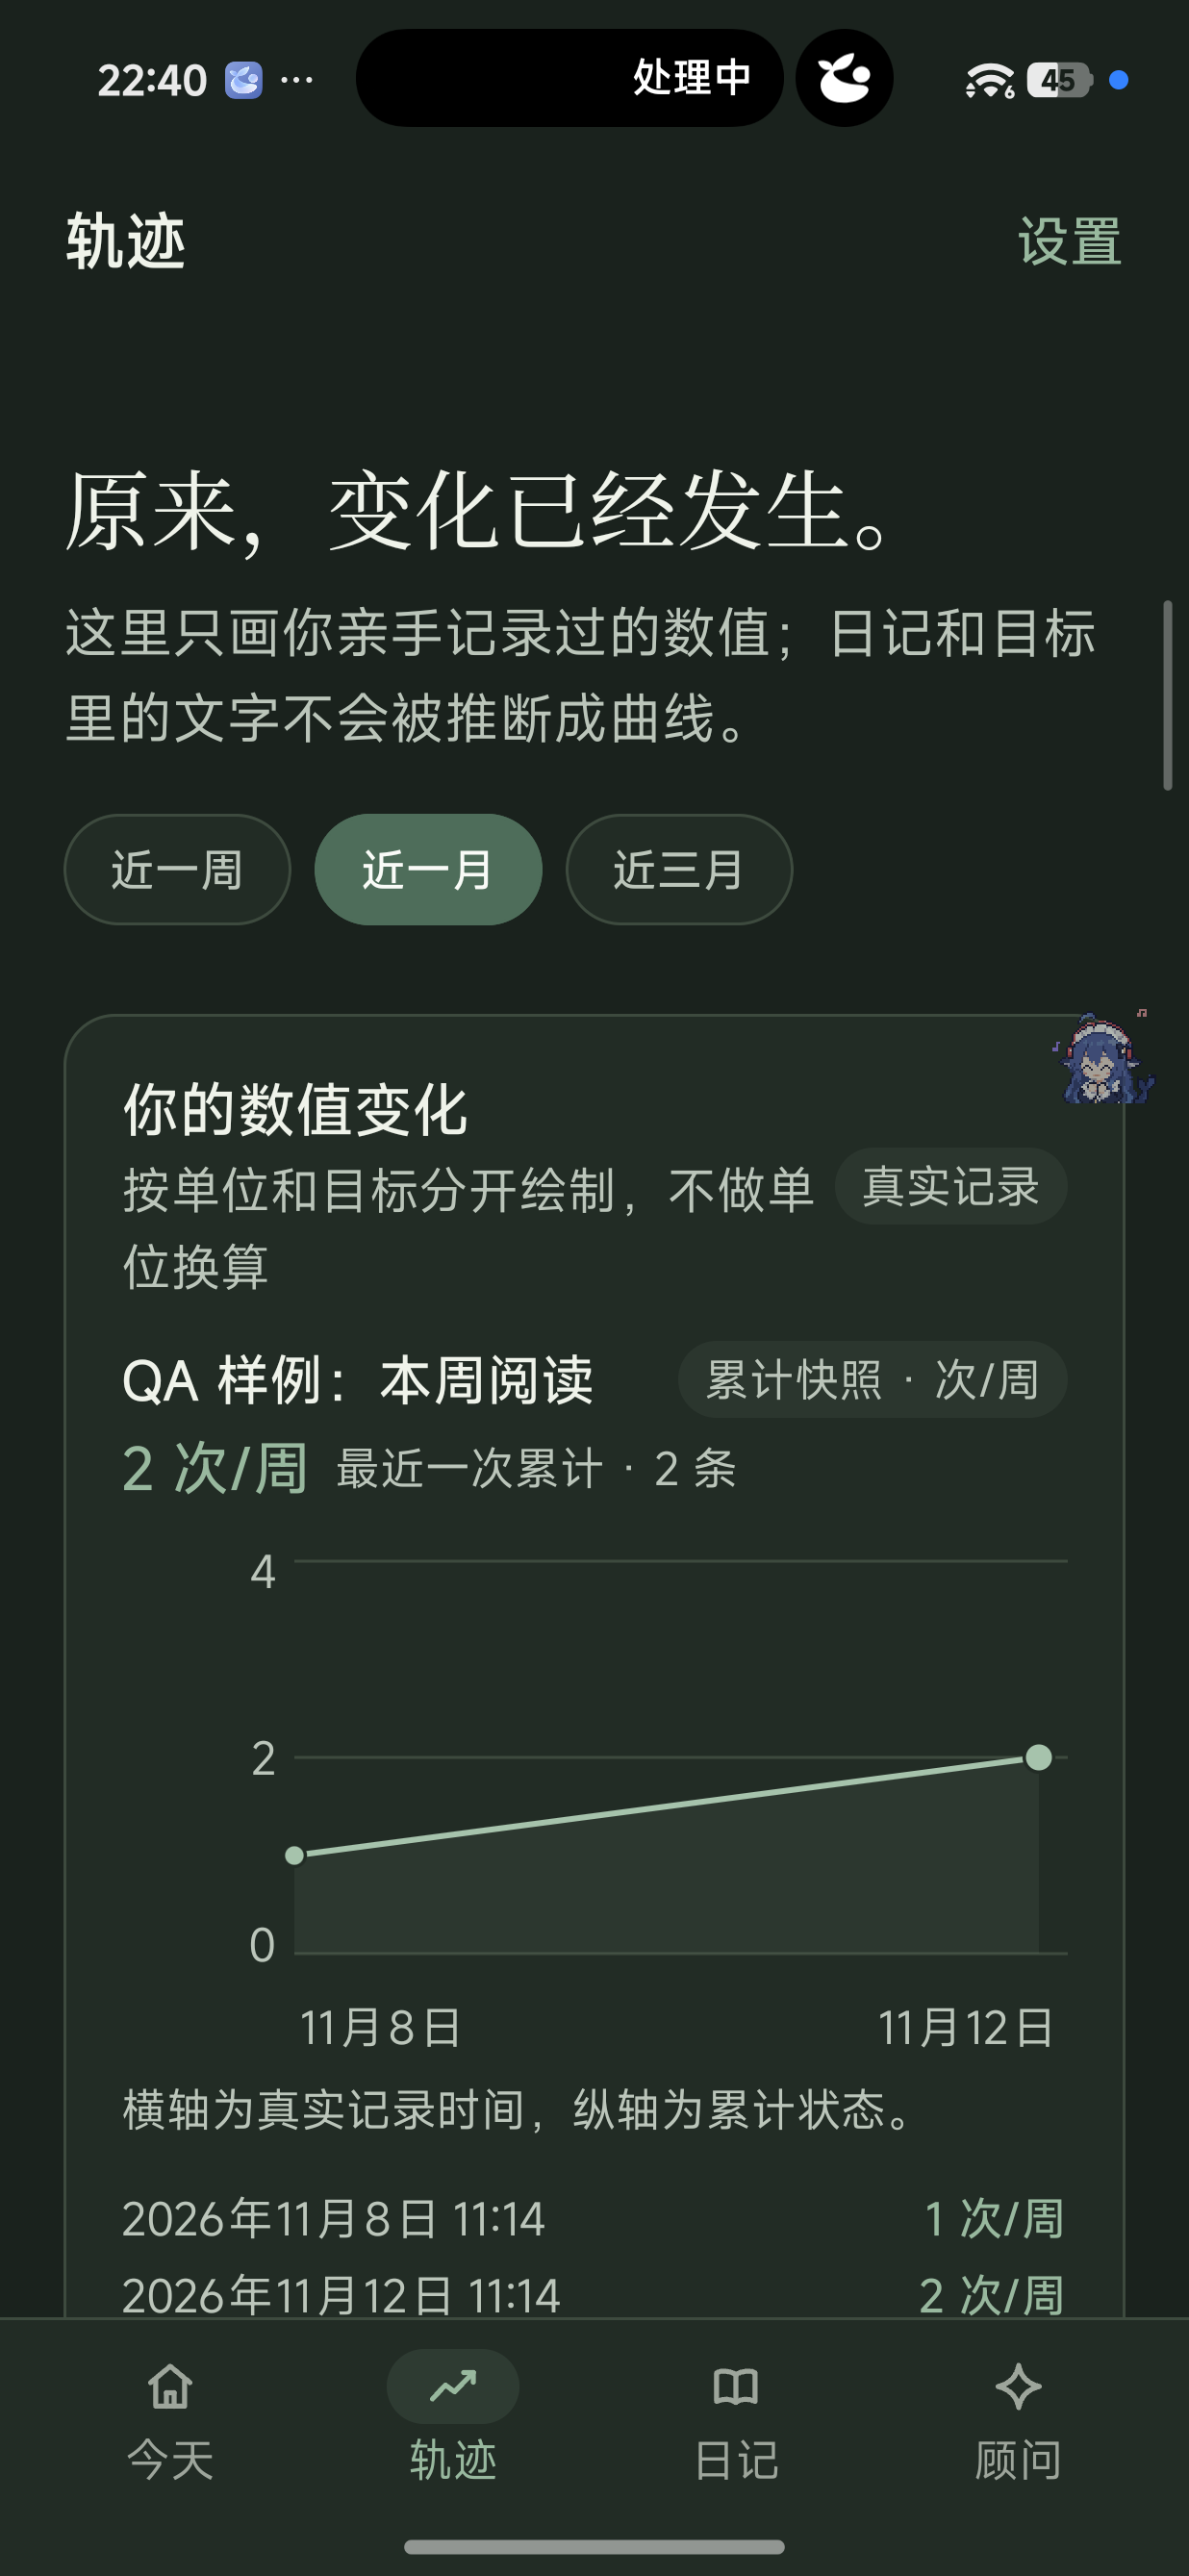 22:40
处理中
45
轨迹
设置
原来，变化已经发生。
这里只画你亲手记录过的数值；日记和目标
里的文字不会被推断成曲线。
近一周
近一月
近三月
你的数值变化
按单位和目标分开绘制，不做单
位换算
真实记录
QA 样例：本周阅读
累计快照 · 次/周
2 次/周 最近一次累计 · 2 条
4
2
0
11月8日
11月12日
横轴为真实记录时间，纵轴为累计状态。
2026年11月8日 11:14
1 次/周
2026年11月12日 11:14
2 次/周
今天
轨迹
日记
顾问